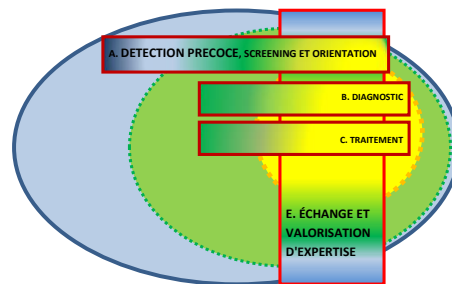 A. DETECTION PRECOCE, SCREENING ET ORIENTATION
B. DIAGNOSTIC
C. TRAITEMENT
E. ÉCHANGE ET
VALORISATION
D'EXPERTISE